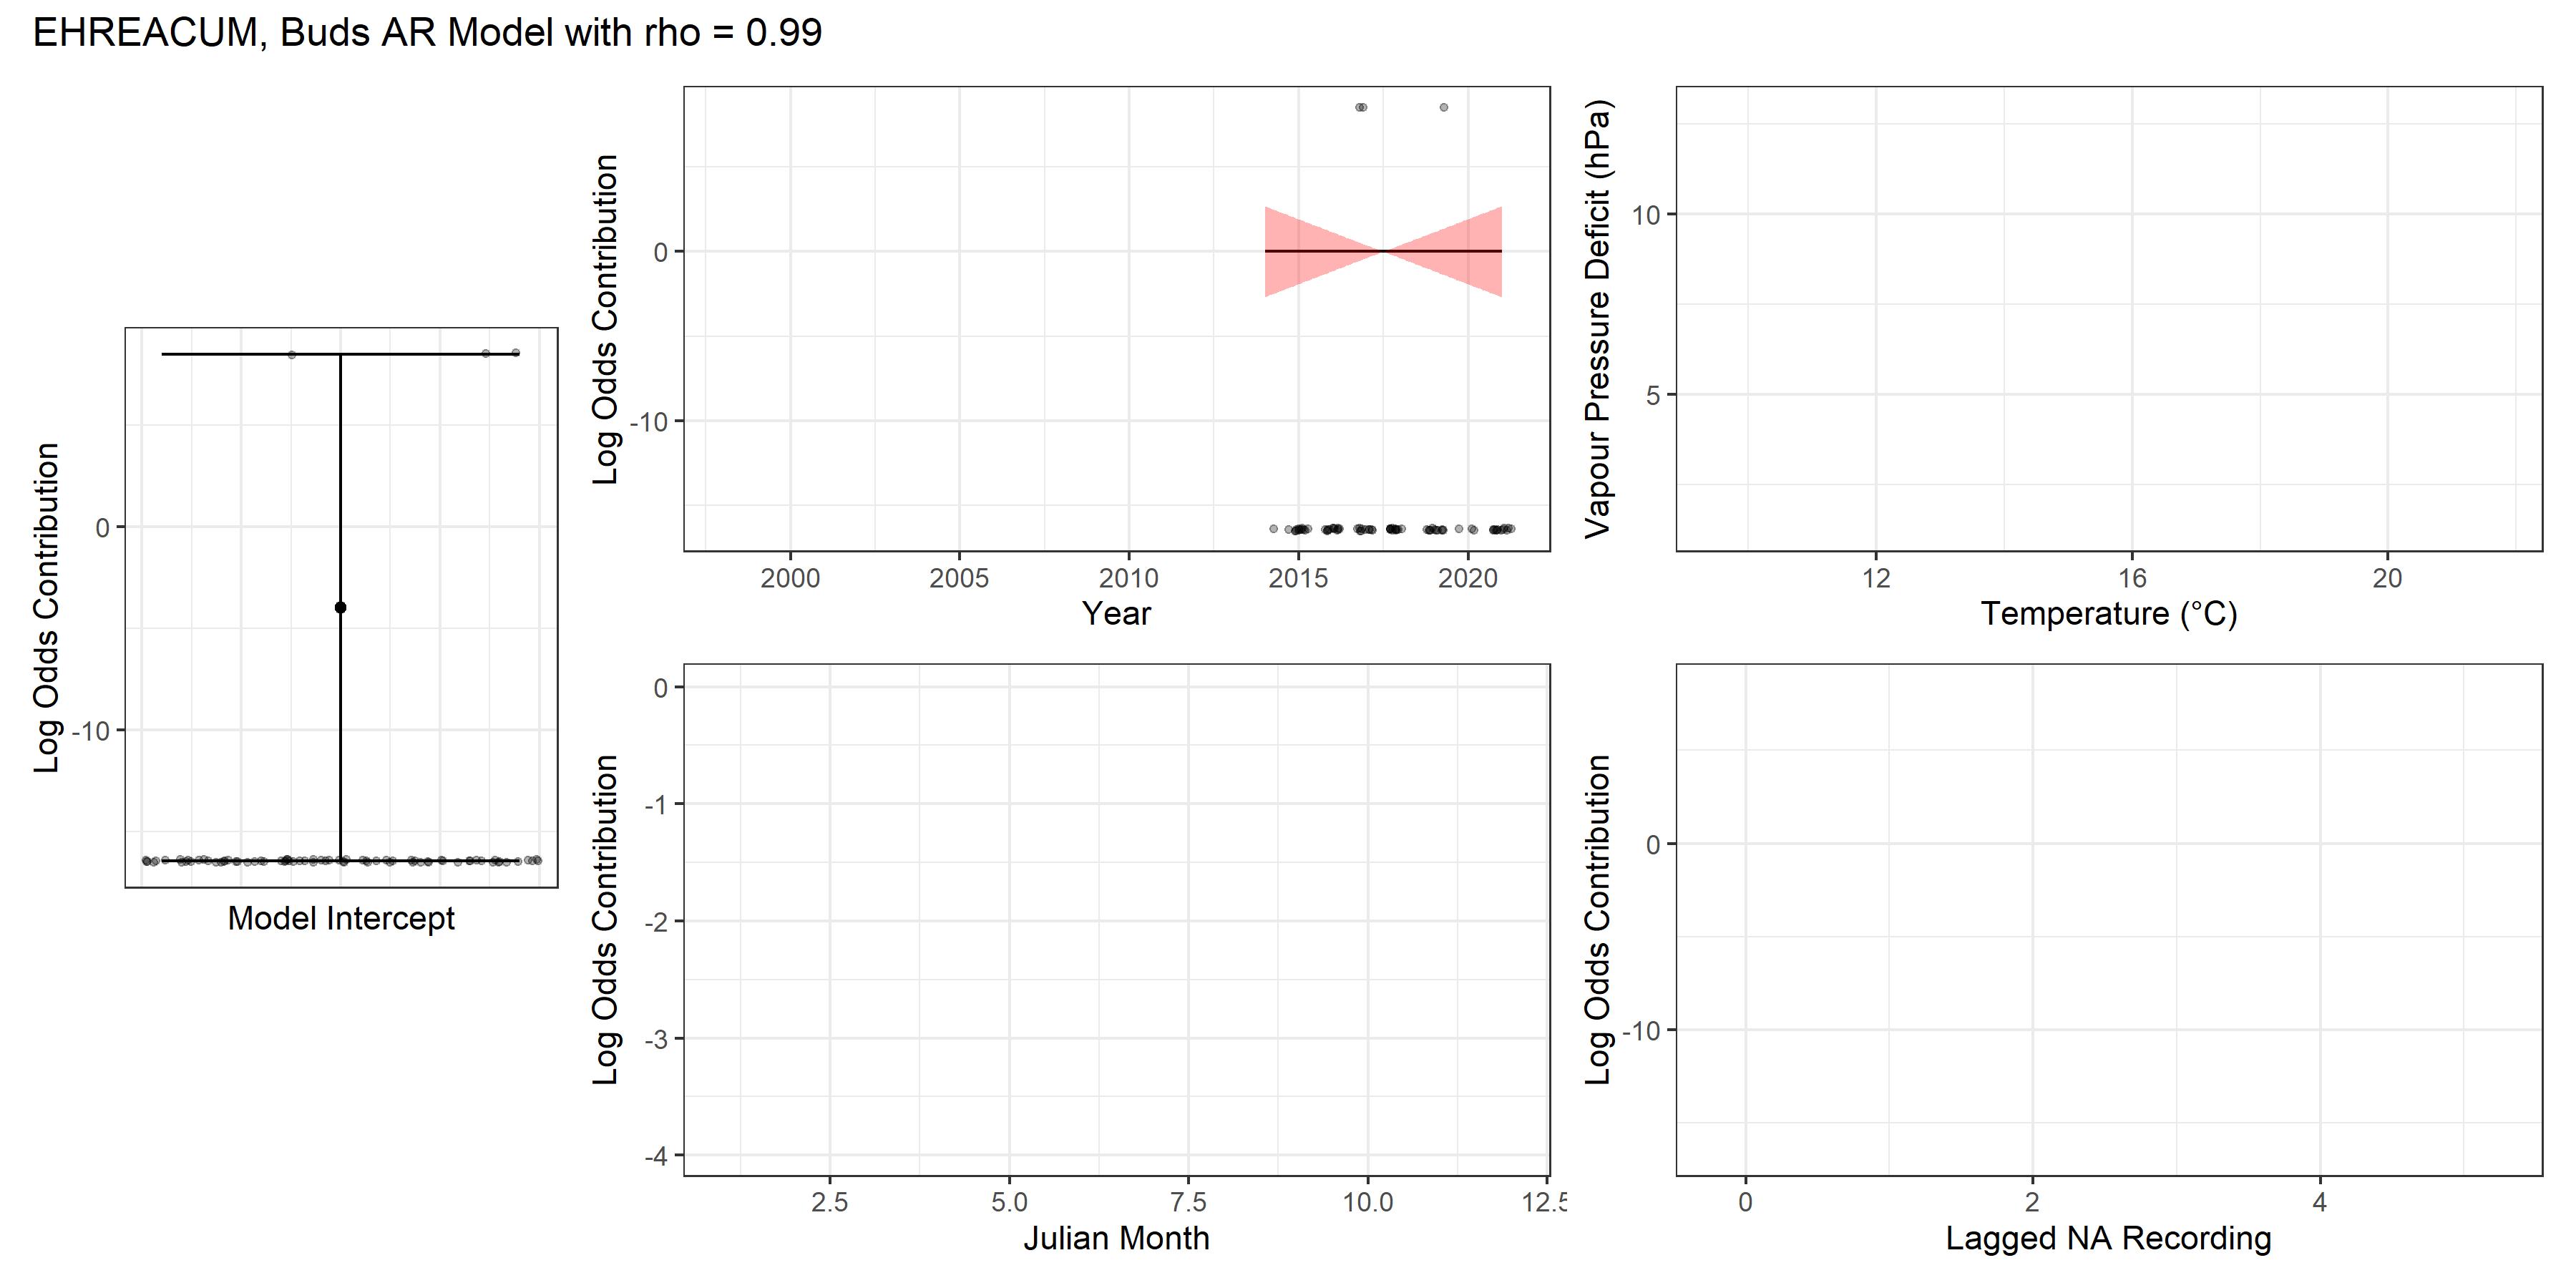 EHREACUM, Buds AR Model with rho = 0.99
Log Odds Contribution
0
-10
Model Intercept
Log Odds Contribution
0
-10
2000 2005 2010 2015 2020
Year
Vapour Pressure Deficit (hPa)
10
5
12 16 20
Temperature (°C)
Log Odds Contribution
0
-1
-2
-3
-4
2.5 5.0 7.5 10.0 12.5
Julian Month
Log Odds Contribution
0
-10
0 2 4
Lagged NA Recording